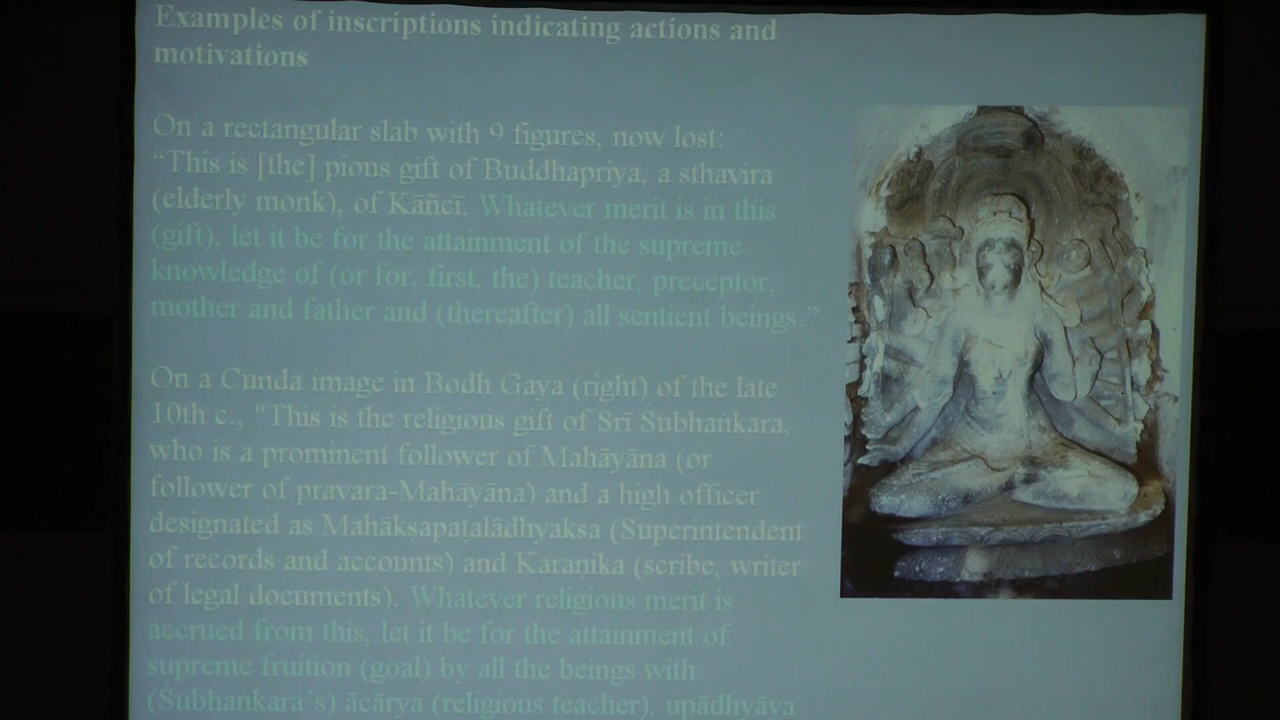 Examples of inscriptions indicating actions and
motivations
On a rectangular slab with 9 figures, now lost:
“This is [the] pious gift of Buddhapriya, a sthavira
(elderly monk), of Kāñcī. Whatever merit is in this
(gift), let it be for the attainment of the supreme
knowledge of (or for, first, the) teacher, preceptor,
mother and father and (thereafter) all sentient beings.”
On a Cunda image in Bodh Gaya (right) of the late
10th c., "This is the religious gift of Srī Subhaṅkara,
who is a prominent follower of Mahāyāna (or
follower of pravara-Mahāyāna) and a high officer
designated as Mahākṣapaṭalādhyaksa (Superintendent
of records and accounts) and Karaṇika (scribe, writer
of legal documents). Whatever religious merit is
accrued from this, let it be for the attainment of
supreme fruition (goal) by all the beings with
(Śubhaṅkara's) ācārya (religious teacher), upādhyāya